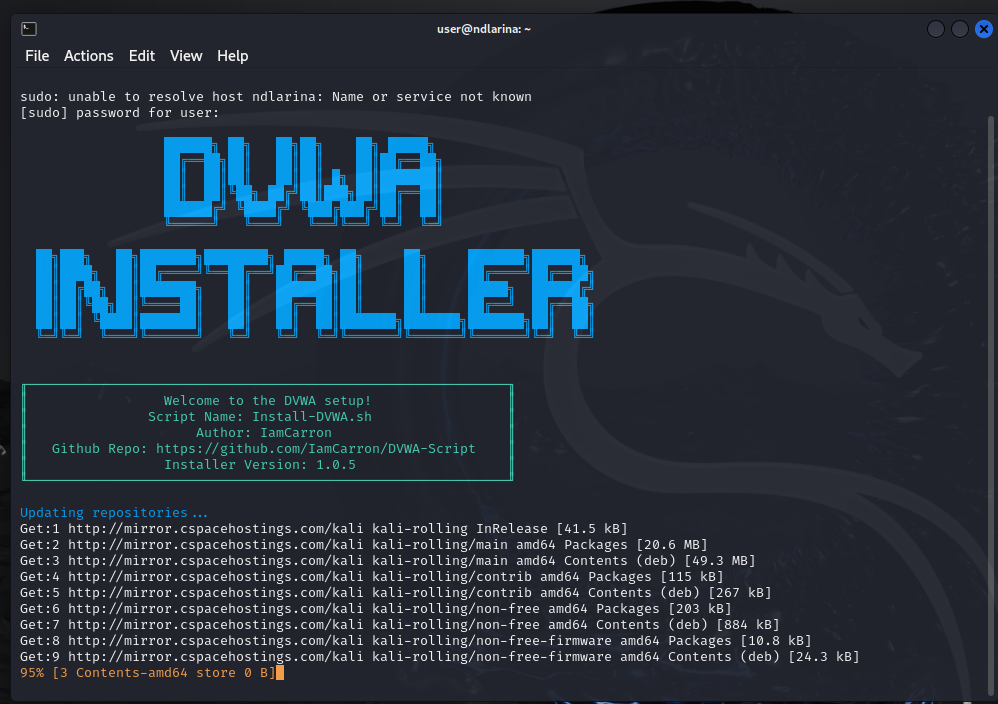 user@ndlarina: ~
File Actions Edit View Help
sudo: unable to resolve host ndlarina: Name or service not known
[sudo] password for user:
DVWA
INSTALLER
Welcome to the DVWA setup!
Script Name: Install-DVWA.sh
Author: IamCarron
Github Repo: https://github.com/IamCarron/DVWA-Script
Installer Version: 1.0.5
Updating repositories...
Get:1 http://mirror.cspacehostings.com/kali kali-rolling InRelease [41.5 kB]
Get:2 http://mirror.cspacehostings.com/kali kali-rolling/main amd64 Packages [20.6 MB]
Get:3 http://mirror.cspacehostings.com/kali kali-rolling/main amd64 Contents (deb) [49.3 MB]
Get:4 http://mirror.cspacehostings.com/kali kali-rolling/contrib amd64 Packages [115 kB]
Get:5 http://mirror.cspacehostings.com/kali kali-rolling/contrib amd64 Contents (deb) [267 kB]
Get:6 http://mirror.cspacehostings.com/kali kali-rolling/non-free amd64 Packages [203 kB]
Get:7 http://mirror.cspacehostings.com/kali kali-rolling/non-free amd64 Contents (deb) [884 kB]
Get:8 http://mirror.cspacehostings.com/kali kali-rolling/non-free-firmware amd64 Packages [10.8 kB]
Get:9 http://mirror.cspacehostings.com/kali kali-rolling/non-free-firmware amd64 Contents (deb) [24.3 kB]
95% [3 Contents-amd64 store 0 B]